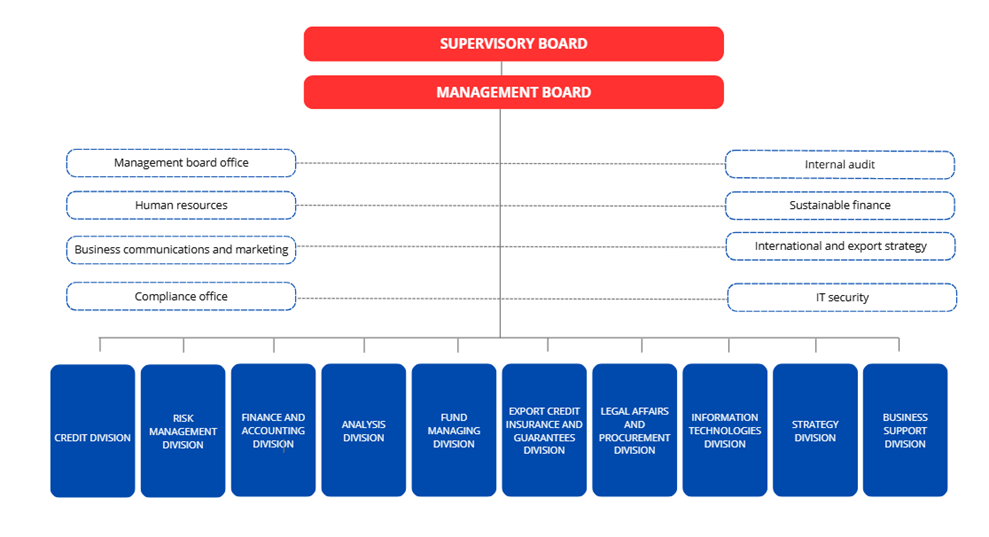 SUPERVISORY BOARD
MANAGEMENT BOARD
Management board office
Internal audit
Human resources
Sustainable finance
Business communications and marketing
International and export strategy
Compliance office
IT security
CREDIT DIVISION
RISK
MANAGEMENT
DIVISION
FINANCE AND
ACCOUNTING
DIVISION
ANALYSIS
DIVISION
FUND
MANAGING
DIVISION
EXPORT CREDIT
INSURANCE AND
GUARANTEES
DIVISION
LEGAL AFFAIRS
AND
PROCUREMENT
DIVISION
INFORMATION
TECHNOLOGIES
DIVISION
STRATEGY
DIVISION
BUSINESS
SUPPORT
DIVISION